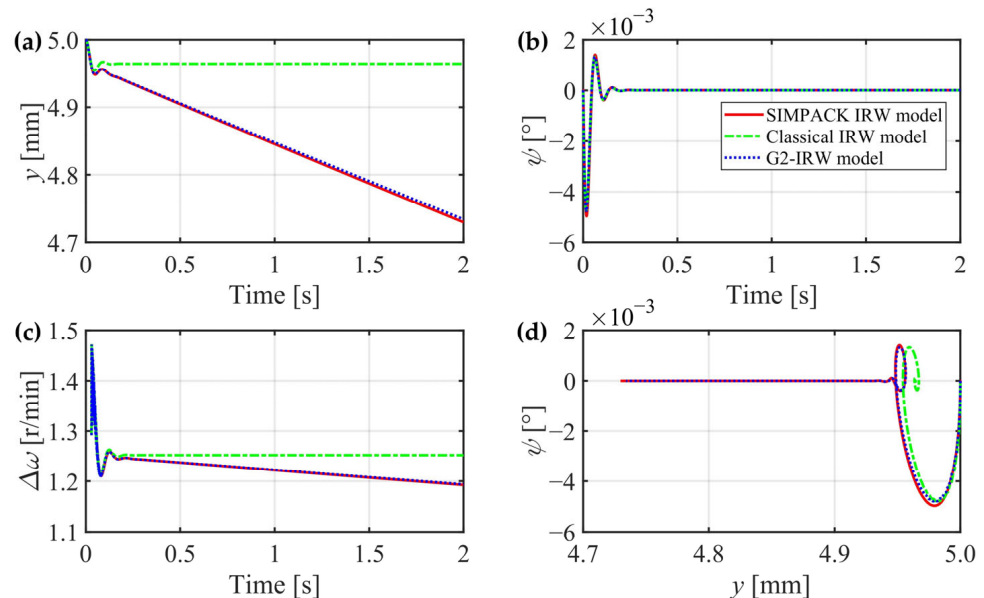 (a)
5.0
4.9
4.8
4.7
y [mm]
0 0.5 1 1.5 2
Time [s]
(b)
×10⁻³
2
0
−2
−4
−6
ψ [°]
SIMPACK IRW model
Classical IRW model
G2-IRW model
0 0.5 1 1.5 2
Time [s]
(c)
1.5
1.4
1.3
1.2
1.1
Δω [r/min]
0 0.5 1 1.5 2
Time [s]
(d)
×10⁻³
2
0
−2
−4
−6
ψ [°]
4.7 4.8 4.9 5.0
y [mm]